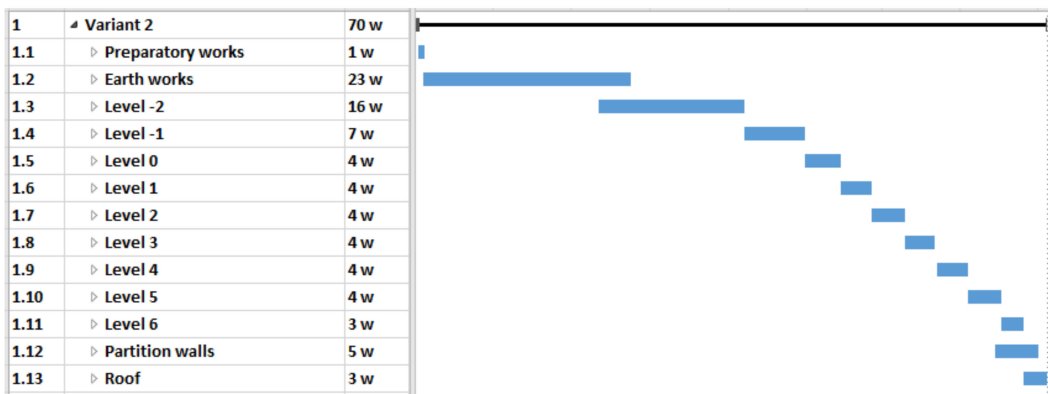 1 Variant 2 70 w
1.1 Preparatory works 1 w
1.2 Earth works 23 w
1.3 Level -2 16 w
1.4 Level -1 7 w
1.5 Level 0 4 w
1.6 Level 1 4 w
1.7 Level 2 4 w
1.8 Level 3 4 w
1.9 Level 4 4 w
1.10 Level 5 4 w
1.11 Level 6 3 w
1.12 Partition walls 5 w
1.13 Roof 3 w